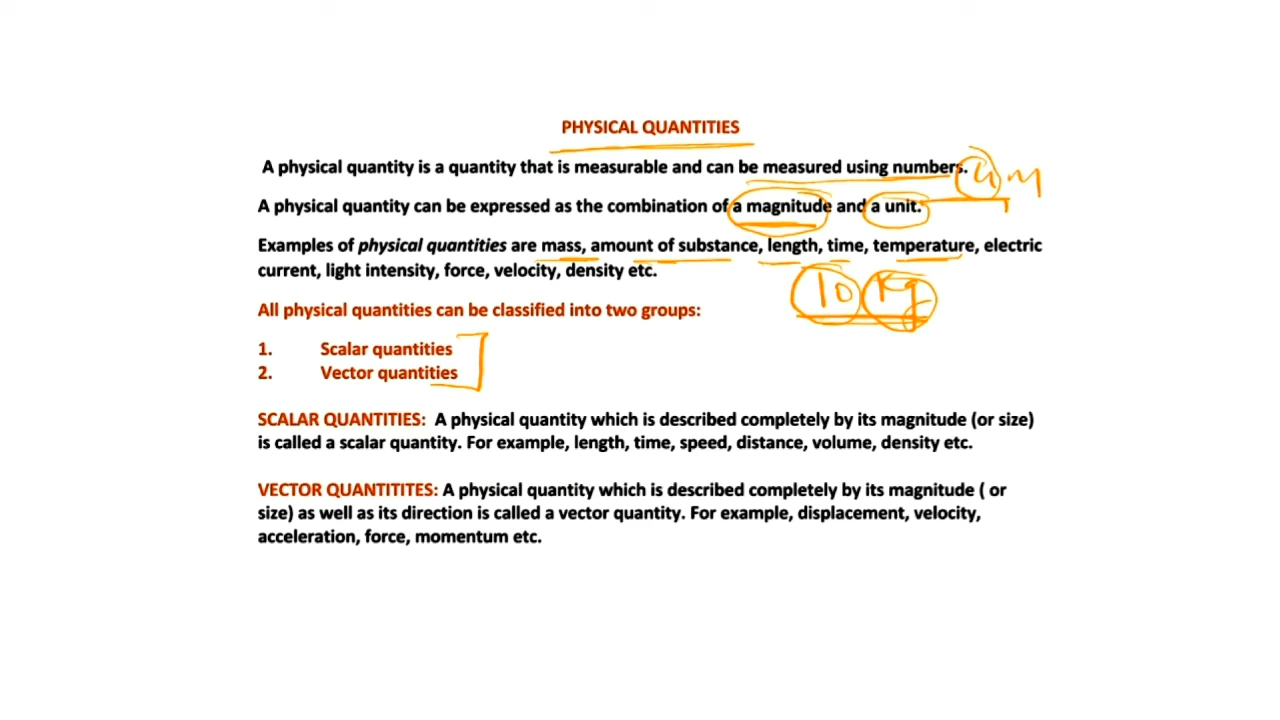 PHYSICAL QUANTITIES
A physical quantity is a quantity that is measurable and can be measured using numbers.
A physical quantity can be expressed as the combination of a magnitude and a unit.
Examples of physical quantities are mass, amount of substance, length, time, temperature, electric
current, light intensity, force, velocity, density etc.
10 Kg
All physical quantities can be classified into two groups:
1. Scalar quantities
2. Vector quantities
SCALAR QUANTITIES: A physical quantity which is described completely by its magnitude (or size)
is called a scalar quantity. For example, length, time, speed, distance, volume, density etc.
VECTOR QUANTITITES: A physical quantity which is described completely by its magnitude ( or
size) as well as its direction is called a vector quantity. For example, displacement, velocity,
acceleration, force, momentum etc.